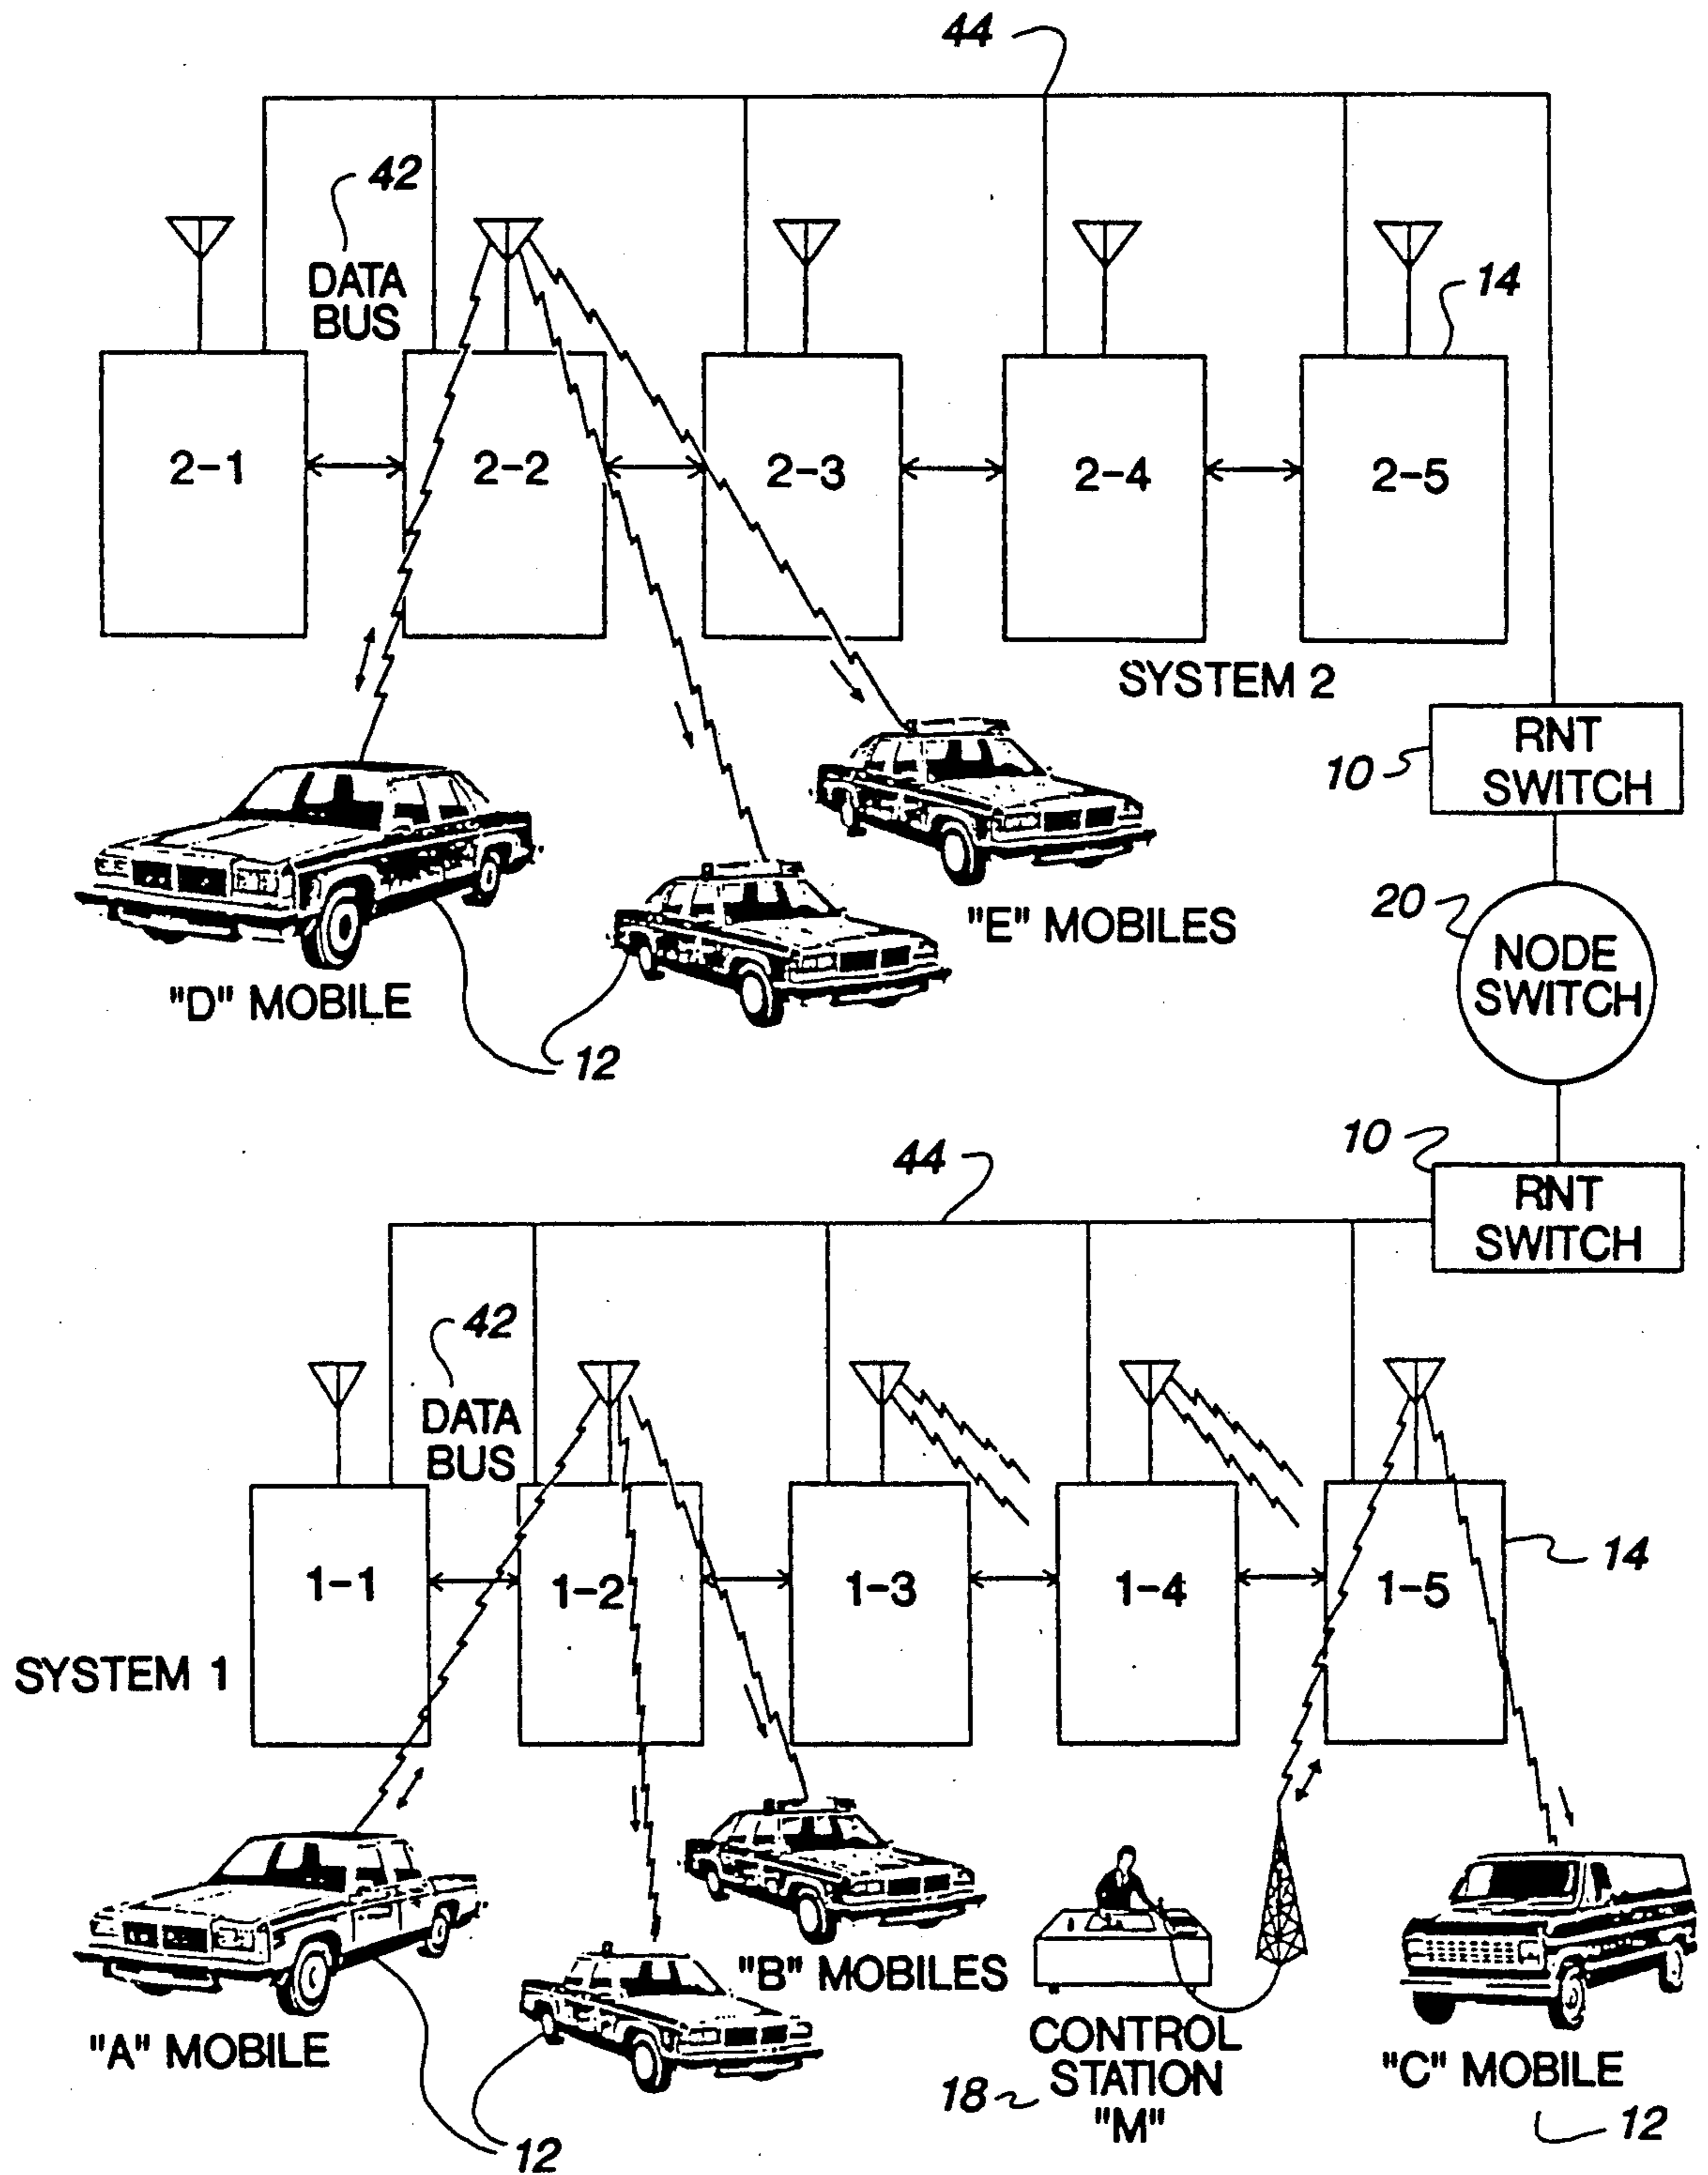 44
42
DATA
BUS
14
2-1
2-2
2-3
2-4
2-5
SYSTEM 2
RNT
SWITCH
10
20
NODE
SWITCH
"E" MOBILES
"D" MOBILE
12
10
RNT
SWITCH
44
42
DATA
BUS
1-1
1-2
1-3
1-4
1-5
14
SYSTEM 1
"B" MOBILES
"A" MOBILE
CONTROL
STATION
"M"
18
"C" MOBILE
12
12